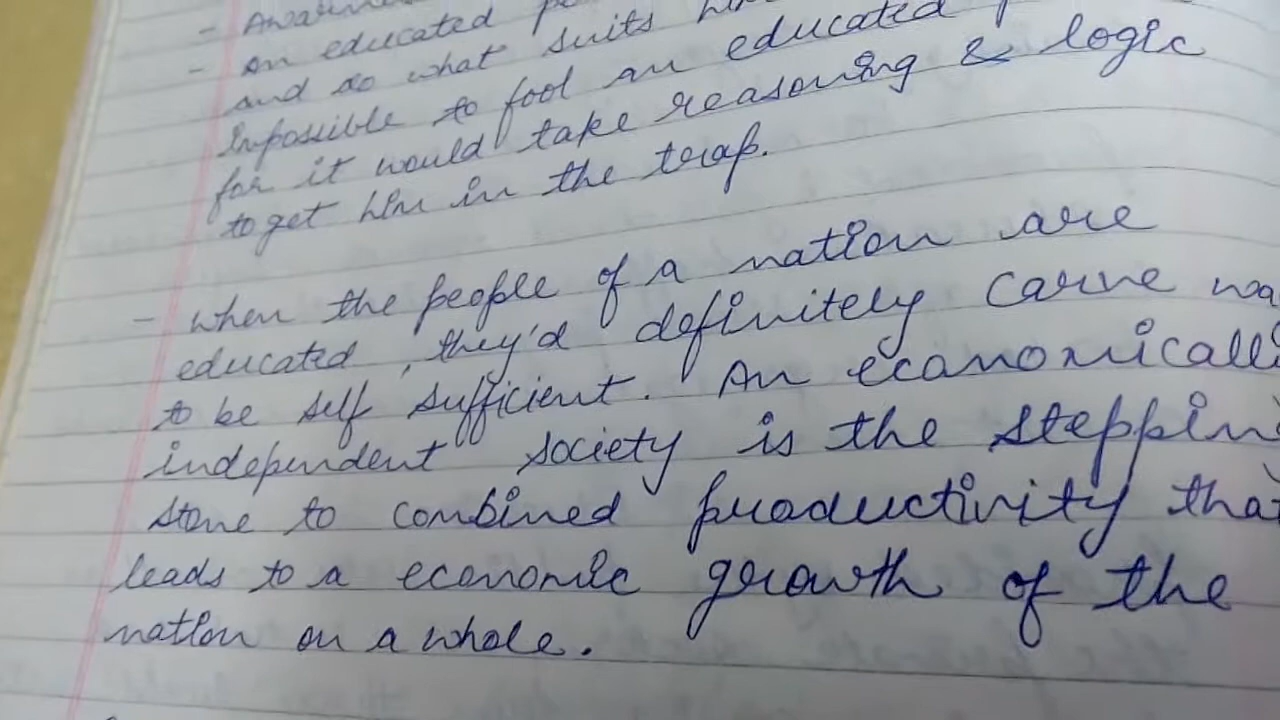 -
- An educated
and do what suits
Impossible to fool an educated
for it would take reasoning & logic
to get him in the trap.
- when the people of a nation are
educated, they'd definitely carve
to be self sufficient. An economically
independent society is the stepping
stone to combined productivity that
leads to a economic growth of the
nation on a whole.